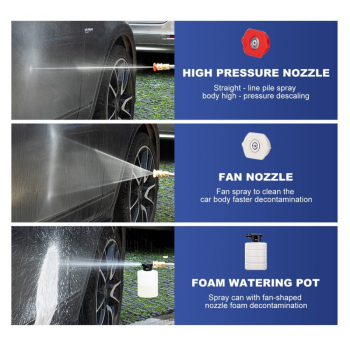 HIGH PRESSURE NOZZLE
Straight - line pile spray
body high - pressure descaling
FAN NOZZLE
Fan spray to clean the
car body faster decontamination
FOAM WATERING POT
Spray can with fan-shaped
nozzle foam decontamination